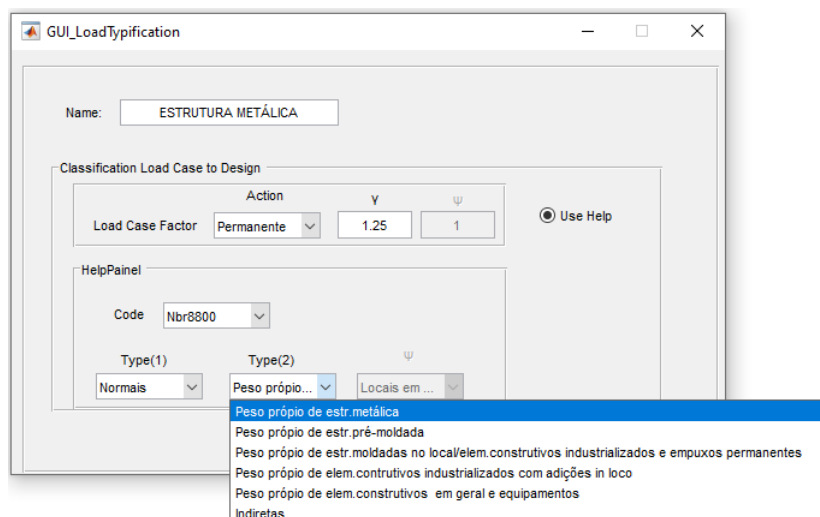 GUI_LoadTypification
Name: ESTRUTURA METÁLICA
Classification Load Case to Design
Action γ ψ
Load Case Factor Permanente 1.25 1
Use Help
HelpPainel
Code Nbr8800
Type(1) Type(2) Ψ
Normais Peso própio... Locais em ...
Peso própio de estr.metálica
Peso própio de estr.pré-moldada
Peso própio de estr.moldadas no local/elem.construtivos industrializados e empuxos permanentes
Peso própio de elem.contrutivos industrializados com adições in loco
Peso própio de elem.construtivos em geral e equipamentos
Indiretas